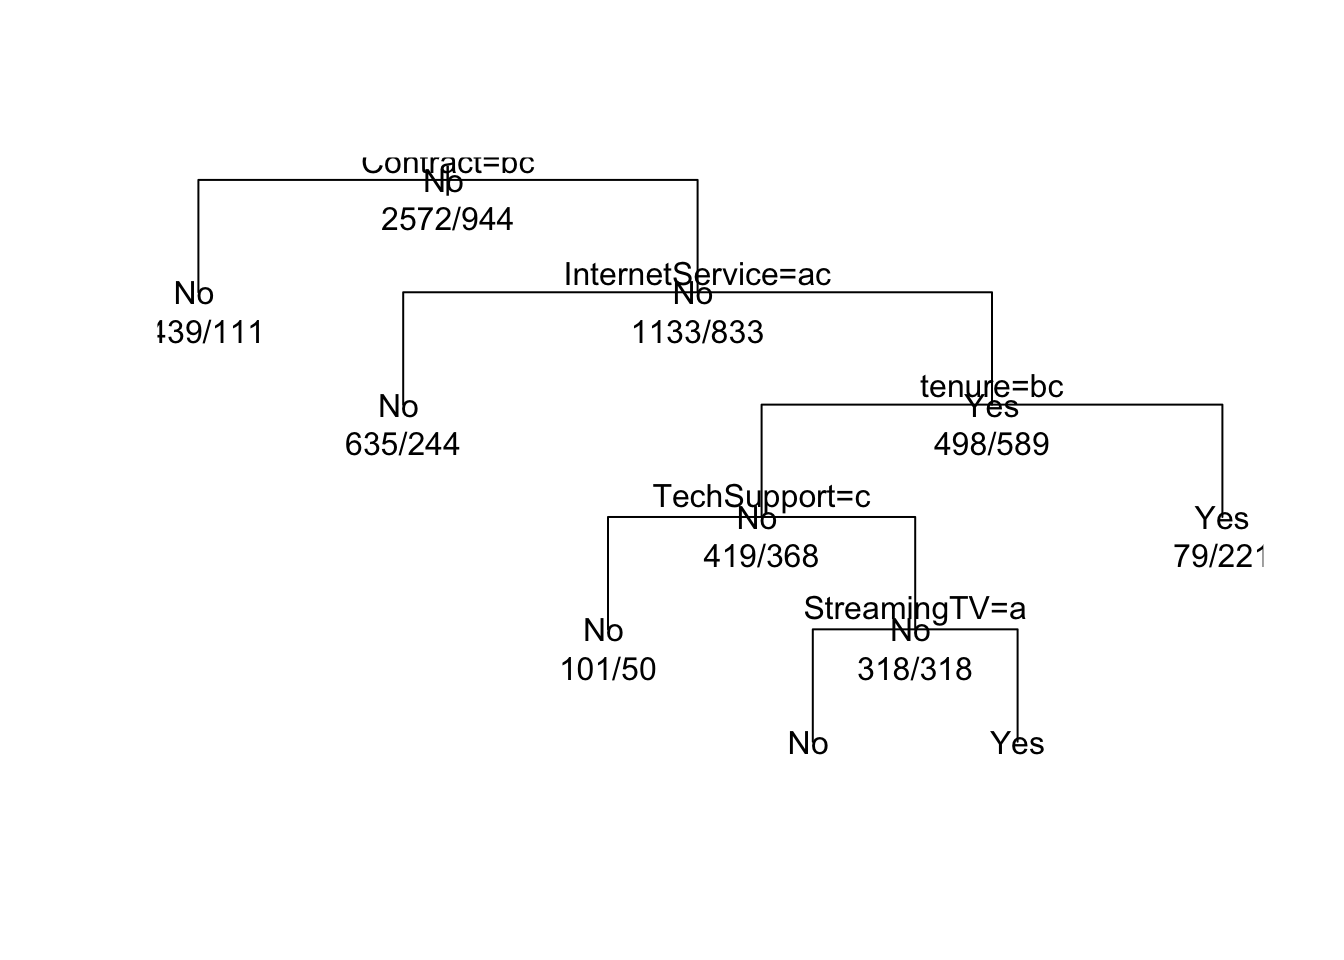 Contract=bc
No
2572/944
InternetService=ac
No
No
439/111
1133/833
tenure=bc
No
Yes
635/244
498/589
TechSupport=c
No
Yes
419/368
79/221
StreamingTV=a
No
No
101/50
318/318
No
Yes